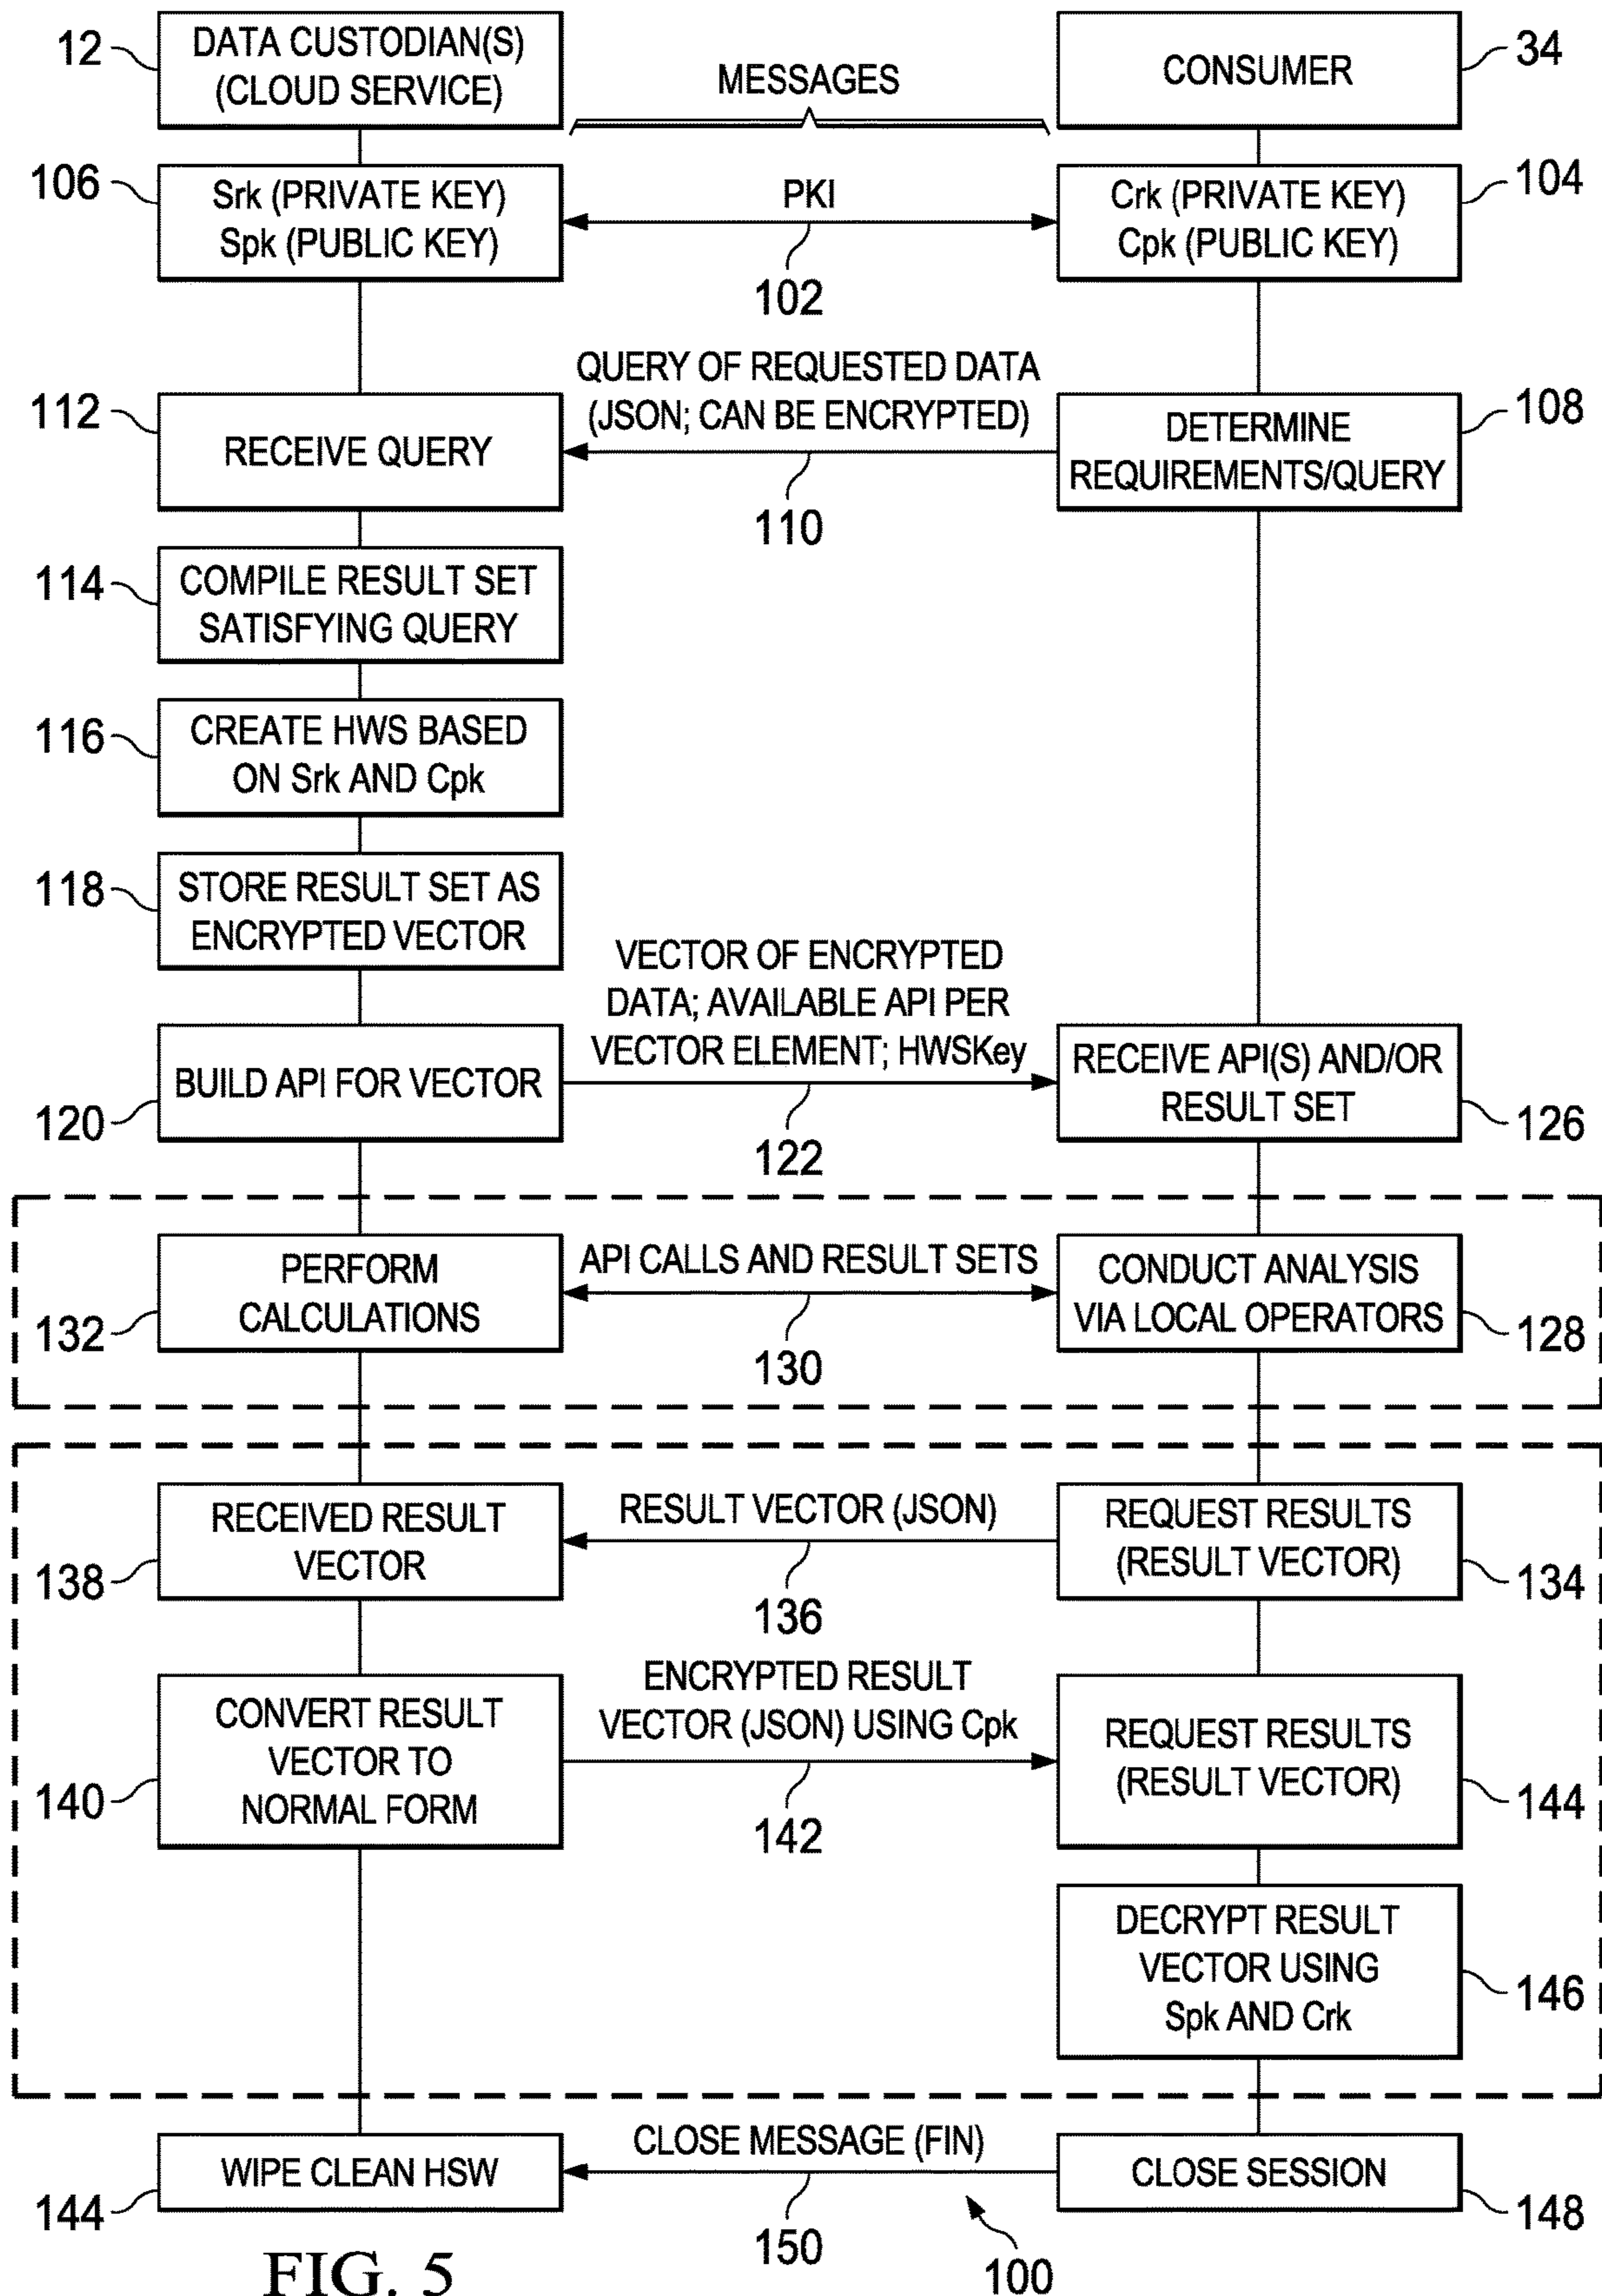 12
DATA CUSTODIAN(S)
(CLOUD SERVICE)
MESSAGES
CONSUMER
34
106
Srk (PRIVATE KEY)
Spk (PUBLIC KEY)
PKI
102
Crk (PRIVATE KEY)
Cpk (PUBLIC KEY)
104
112
RECEIVE QUERY
QUERY OF REQUESTED DATA
(JSON; CAN BE ENCRYPTED)
110
DETERMINE
REQUIREMENTS/QUERY
108
114
COMPILE RESULT SET
SATISFYING QUERY
116
CREATE HWS BASED
ON Srk AND Cpk
118
STORE RESULT SET AS
ENCRYPTED VECTOR
120
BUILD API FOR VECTOR
VECTOR OF ENCRYPTED
DATA; AVAILABLE API PER
VECTOR ELEMENT; HWSKey
122
RECEIVE API(S) AND/OR
RESULT SET
126
132
PERFORM
CALCULATIONS
API CALLS AND RESULT SETS
130
CONDUCT ANALYSIS
VIA LOCAL OPERATORS
128
138
RECEIVED RESULT
VECTOR
RESULT VECTOR (JSON)
136
REQUEST RESULTS
(RESULT VECTOR)
134
140
CONVERT RESULT
VECTOR TO
NORMAL FORM
ENCRYPTED RESULT
VECTOR (JSON) USING Cpk
142
REQUEST RESULTS
(RESULT VECTOR)
144
DECRYPT RESULT
VECTOR USING
Spk AND Crk
146
144
WIPE CLEAN HSW
CLOSE MESSAGE (FIN)
150
CLOSE SESSION
148
100
FIG. 5